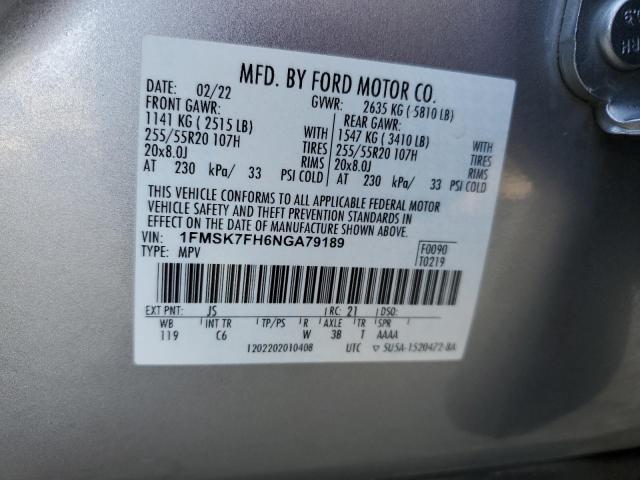 MFD. BY FORD MOTOR CO.
DATE: 02/22 GVWR: 2635 KG ( 5810 LB)
FRONT GAWR: REAR GAWR:
1141 KG ( 2515 LB) 1547 KG ( 3410 LB) WITH
255/55R20 107H WITH 255/55R20 107H TIRES
20x8.0J TIRES 20x8.0J RIMS
AT 230 kPa/ 33 RIMS PSI COLD AT 230 kPa/ 33 PSI COLD
THIS VEHICLE CONFORMS TO ALL APPLICABLE FEDERAL MOTOR
VEHICLE SAFETY AND THEFT PREVENTION STANDARDS IN
EFFECT ON THE DATE OF MANUFACTURE SHOWN ABOVE.
VIN: 1FMSK7FH6NGA79189 F0090
TYPE: MPV T0219
EXT PNT: JS RC: 21 DSO:
WB INT TR TP/PS R AXLE TR SPR
119 C6 W 3B T AAAA
1202202010408 UTC ▽ 5U5A-1520472-BA